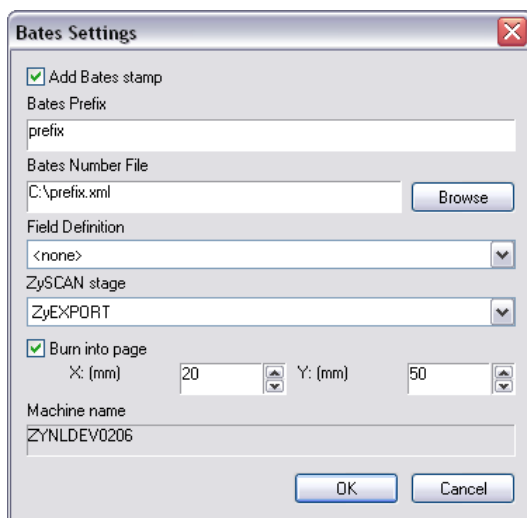 Bates Settings
Add Bates stamp
Bates Prefix
prefix
Bates Number File
C:\prefix.xml Browse
Field Definition
<none>
ZySCAN stage
ZyEXPORT
Burn into page
X: (mm) 20 Y: (mm) 50
Machine name
ZYNLDEV0206
OK Cancel